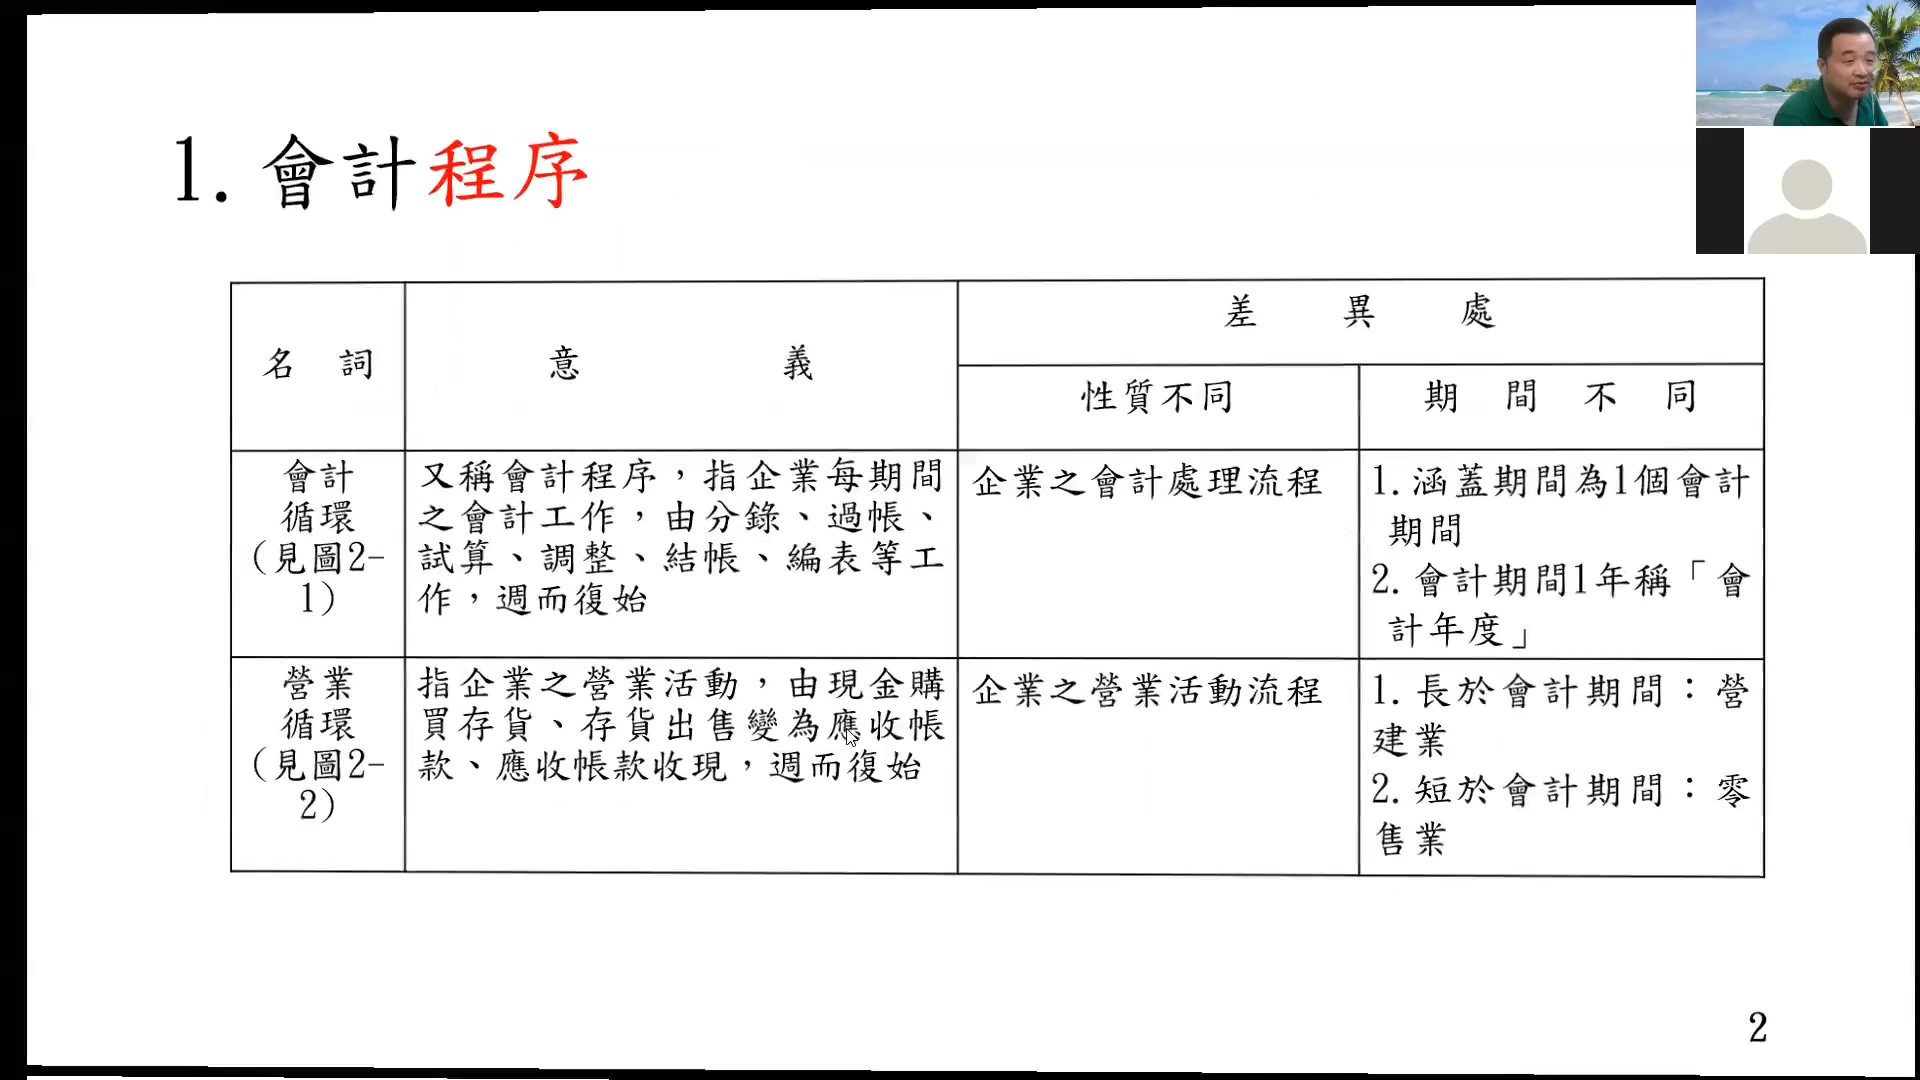 1. 會計程序
名 詞
意 義
差 異 處
性質不同
期 間 不 同
會計
循環
(見圖2-
1)
又稱會計程序，指企業每期間
之會計工作，由分錄、過帳、
試算、調整、結帳、編表等工
作，週而復始
企業之會計處理流程
1. 涵蓋期間為1個會計
期間
2. 會計期間1年稱「會
計年度」
營業
循環
(見圖2-
2)
指企業之營業活動，由現金購
買存貨、存貨出售變為應收帳
款、應收帳款收現，週而復始
企業之營業活動流程
1. 長於會計期間：營
建業
2. 短於會計期間：零
售業
2